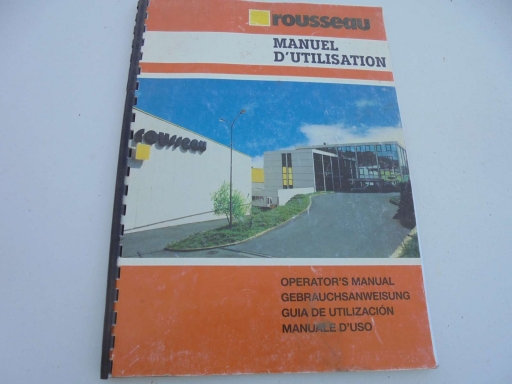 rousseau
MANUEL
D'UTILISATION
rousseau
OPERATOR'S MANUAL
GEBRAUCHSANWEISUNG
GUIA DE UTILIZACIÓN
MANUALE D'USO